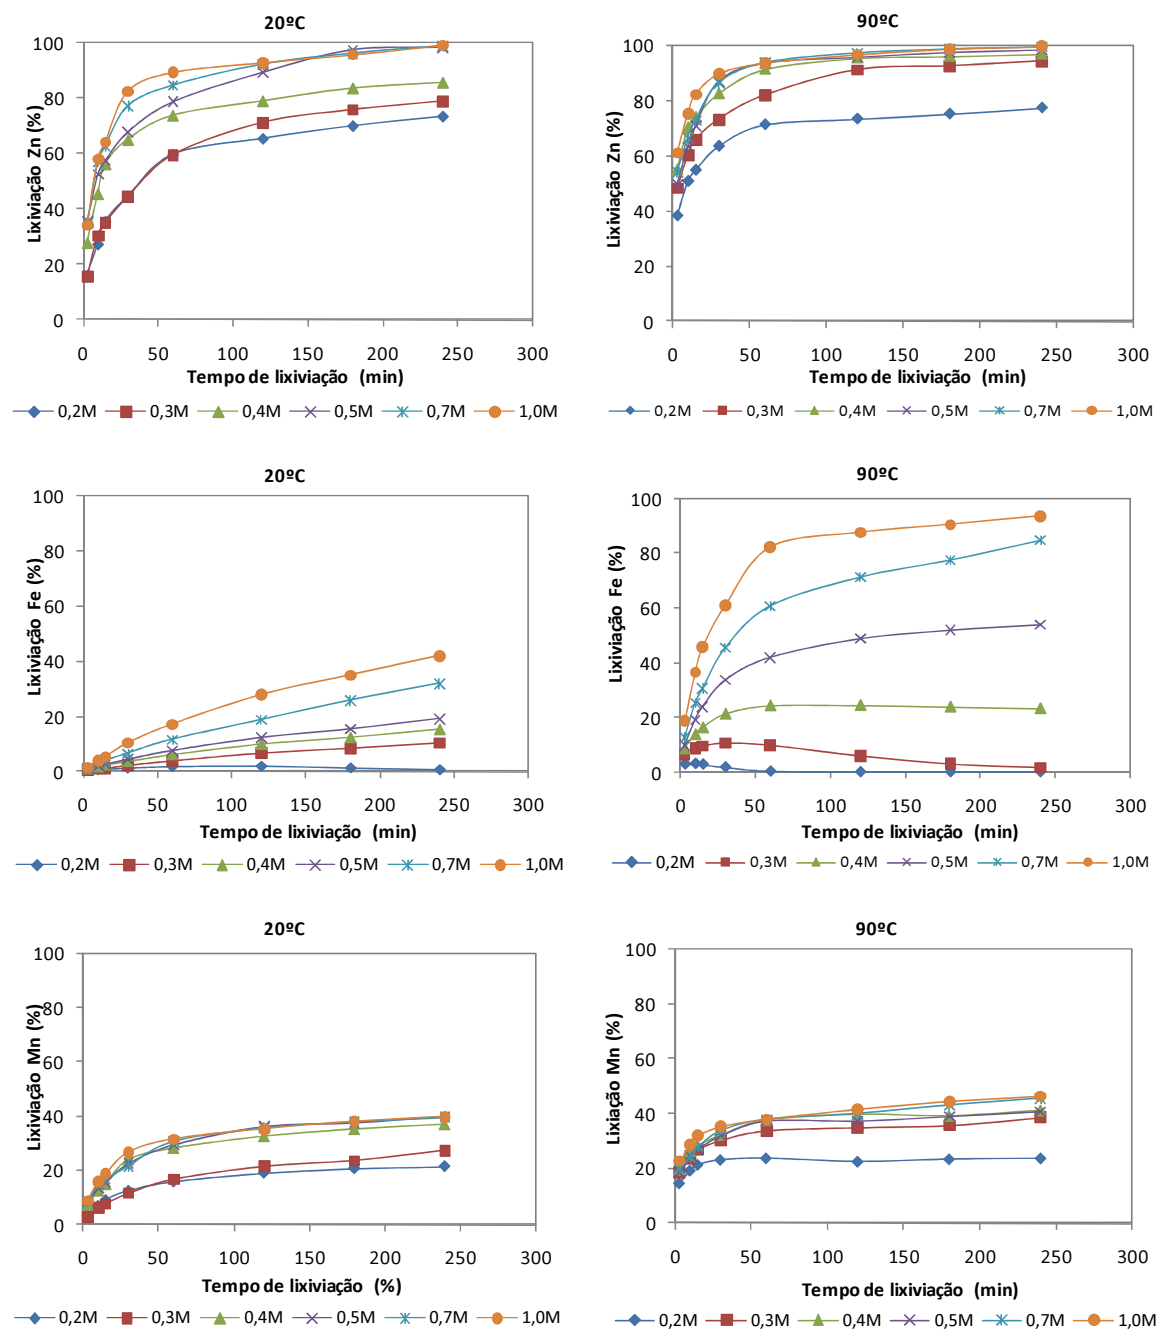 20ºC
100
80
60
40
20
0
Lixiviação Zn (%)
0 50 100 150 200 250 300
Tempo de lixiviação (min)
0,2M 0,3M 0,4M 0,5M 0,7M 1,0M
90ºC
100
80
60
40
20
0
Lixiviação Zn (%)
0 50 100 150 200 250 300
Tempo de lixiviação (min)
0,2M 0,3M 0,4M 0,5M 0,7M 1,0M
20ºC
100
80
60
40
20
0
Lixiviação Fe (%)
0 50 100 150 200 250 300
Tempo de lixiviação (min)
0,2M 0,3M 0,4M 0,5M 0,7M 1,0M
90ºC
100
80
60
40
20
0
Lixiviação Fe (%)
0 50 100 150 200 250 300
Tempo de lixiviação (min)
0,2M 0,3M 0,4M 0,5M 0,7M 1,0M
20ºC
100
80
60
40
20
0
Lixiviação Mn (%)
0 50 100 150 200 250 300
Tempo de lixiviação (%)
0,2M 0,3M 0,4M 0,5M 0,7M 1,0M
90ºC
100
80
60
40
20
0
Lixiação Mn (%)
0 50 100 150 200 250 300
Tempo de lixiviação (min)
0,2M 0,3M 0,4M 0,5M 0,7M 1,0M